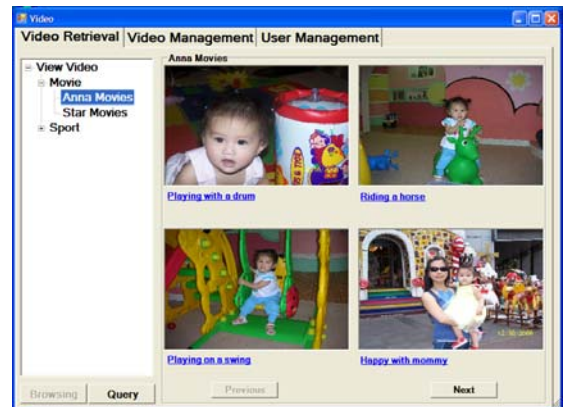 Video
Video Retrieval Video Management User Management
View Video
Movie
Anna Movies
Star Movies
Sport
Anna Movies
Playing with a drum
Riding a horse
Playing on a swing
Happy with mommy
Browsing
Query
Previous
Next